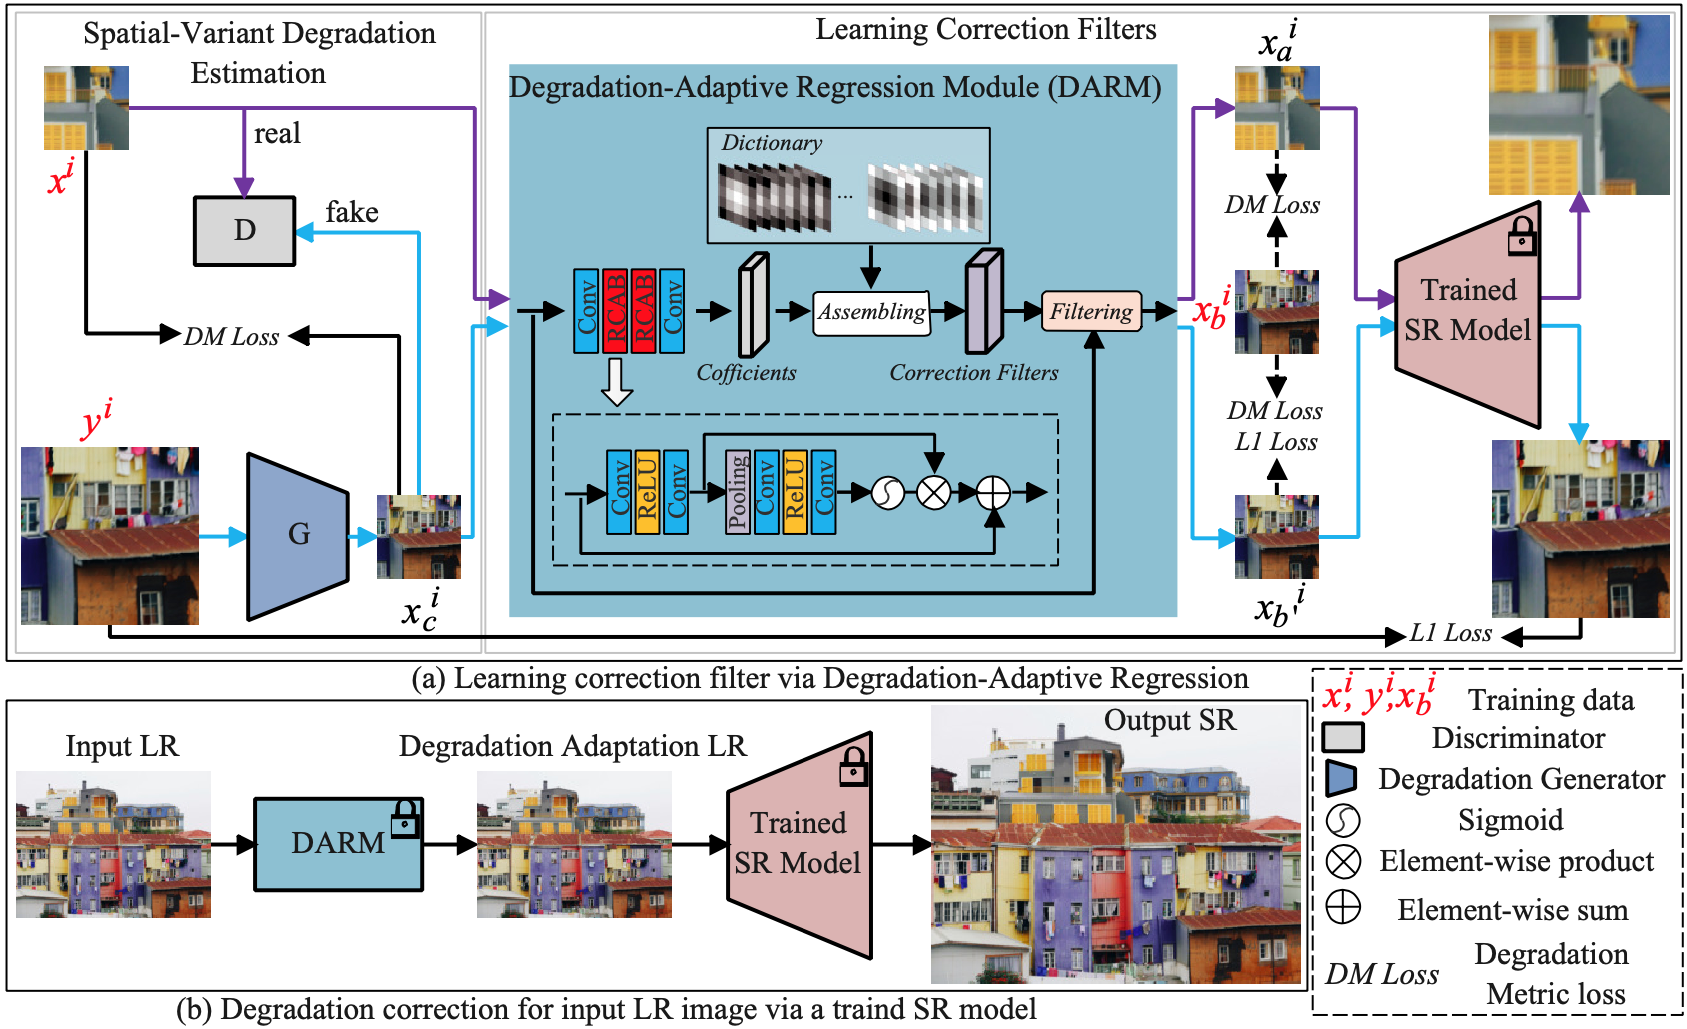 Spatial-Variant Degradation
Estimation
x^i
real
D
fake
DM Loss
y^i
G
x_c^i
Learning Correction Filters
Degradation-Adaptive Regression Module (DARM)
Dictionary
...
Conv
RCAB
RCAB
Conv
Cofficients
Assembling
Correction Filters
Filtering
Conv
ReLU
Conv
Pooling
Conv
ReLU
Conv
x_a^i
DM Loss
x_b^i
DM Loss
L1 Loss
x_b'^i
Trained
SR Model
L1 Loss
(a) Learning correction filter via Degradation-Adaptive Regression
Input LR
DARM
Degradation Adaptation LR
Trained
SR Model
Output SR
(b) Degradation correction for input LR image via a traind SR model
x^i, y^i, x_b^i Training data
Discriminator
Degradation Generator
Sigmoid
Element-wise product
Element-wise sum
DM Loss Degradation
Metric loss